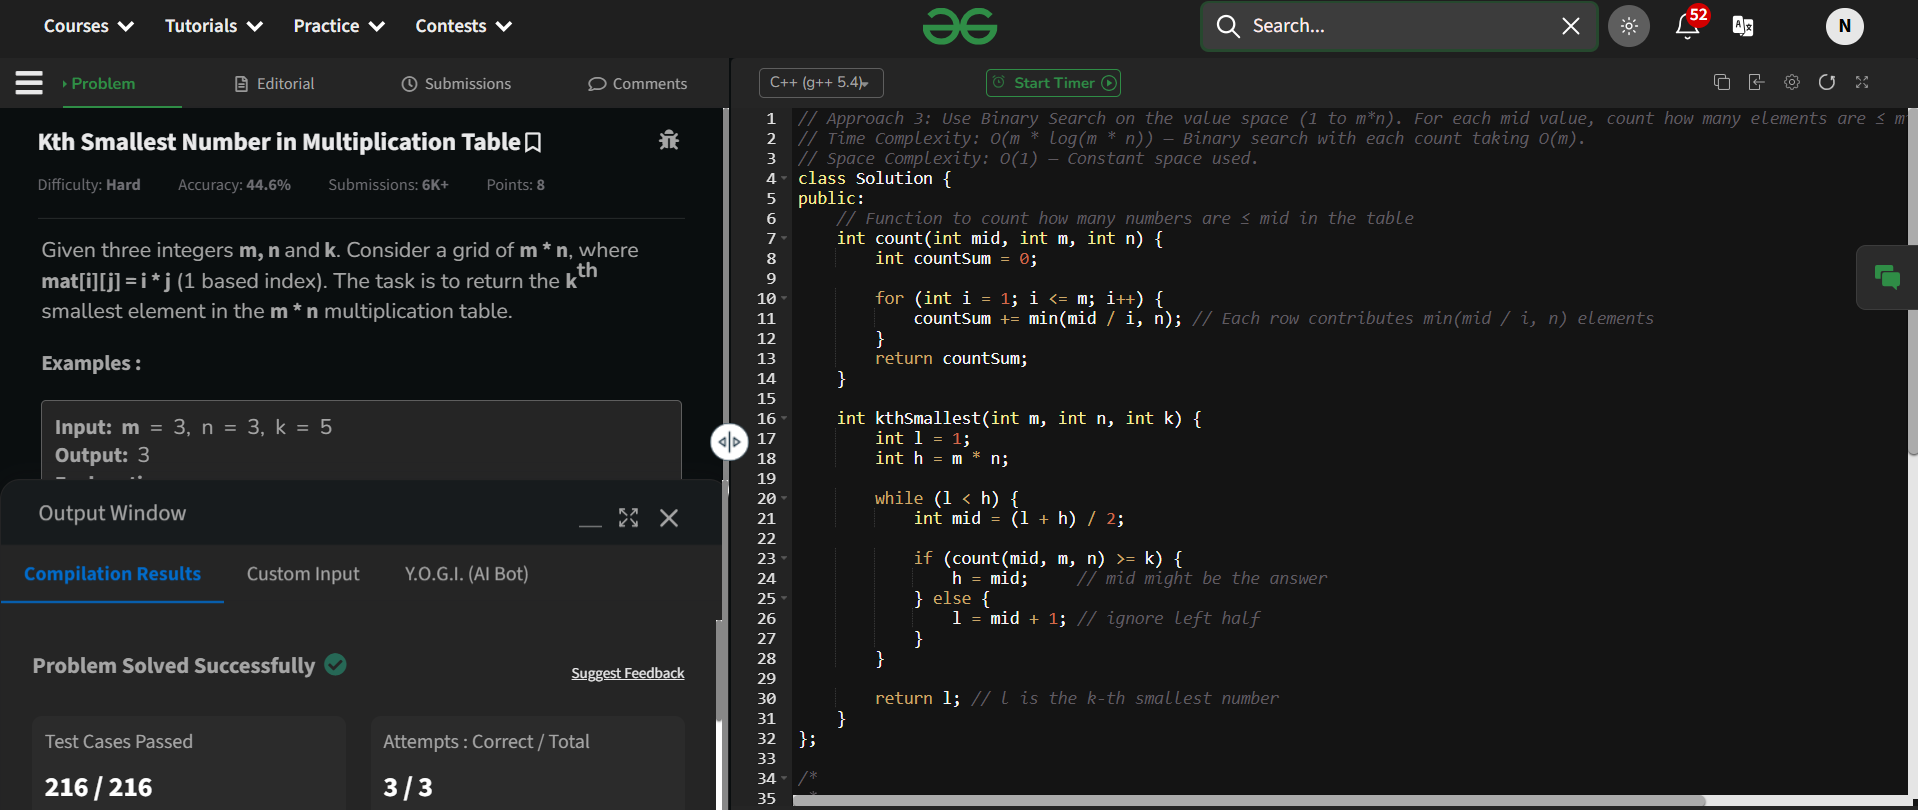 Courses Tutorials Practice Contests Search... 52 N
Problem Editorial Submissions Comments
C++ (g++ 5.4) Start Timer
Kth Smallest Number in Multiplication Table
Difficulty: Hard Accuracy: 44.6% Submissions: 6K+ Points: 8
Given three integers m, n and k. Consider a grid of m * n, where
mat[i][j] = i * j (1 based index). The task is to return the kth
smallest element in the m * n multiplication table.
Examples :
Input: m = 3, n = 3, k = 5
Output: 3
Output Window
Compilation Results Custom Input Y.O.G.I. (AI Bot)
Problem Solved Successfully
Suggest Feedback
Test Cases Passed
216 / 216
Attempts : Correct / Total
3 / 3
1 // Approach 3: Use Binary Search on the value space (1 to m*n). For each mid value, count how many elements are ≤ m
2 // Time Complexity: O(m * log(m * n)) — Binary search with each count taking O(m).
3 // Space Complexity: O(1) — Constant space used.
4 class Solution {
5 public:
6 // Function to count how many numbers are ≤ mid in the table
7 int count(int mid, int m, int n) {
8 int countSum = 0;
9
10 for (int i = 1; i <= m; i++) {
11 countSum += min(mid / i, n); // Each row contributes min(mid / i, n) elements
12 }
13 return countSum;
14 }
15
16 int kthSmallest(int m, int n, int k) {
17 int l = 1;
18 int h = m * n;
19
20 while (l < h) {
21 int mid = (l + h) / 2;
22
23 if (count(mid, m, n) >= k) {
24 h = mid; // mid might be the answer
25 } else {
26 l = mid + 1; // ignore left half
27 }
28 }
29
30 return l; // l is the k-th smallest number
31 }
32 };
33
34 /*
35